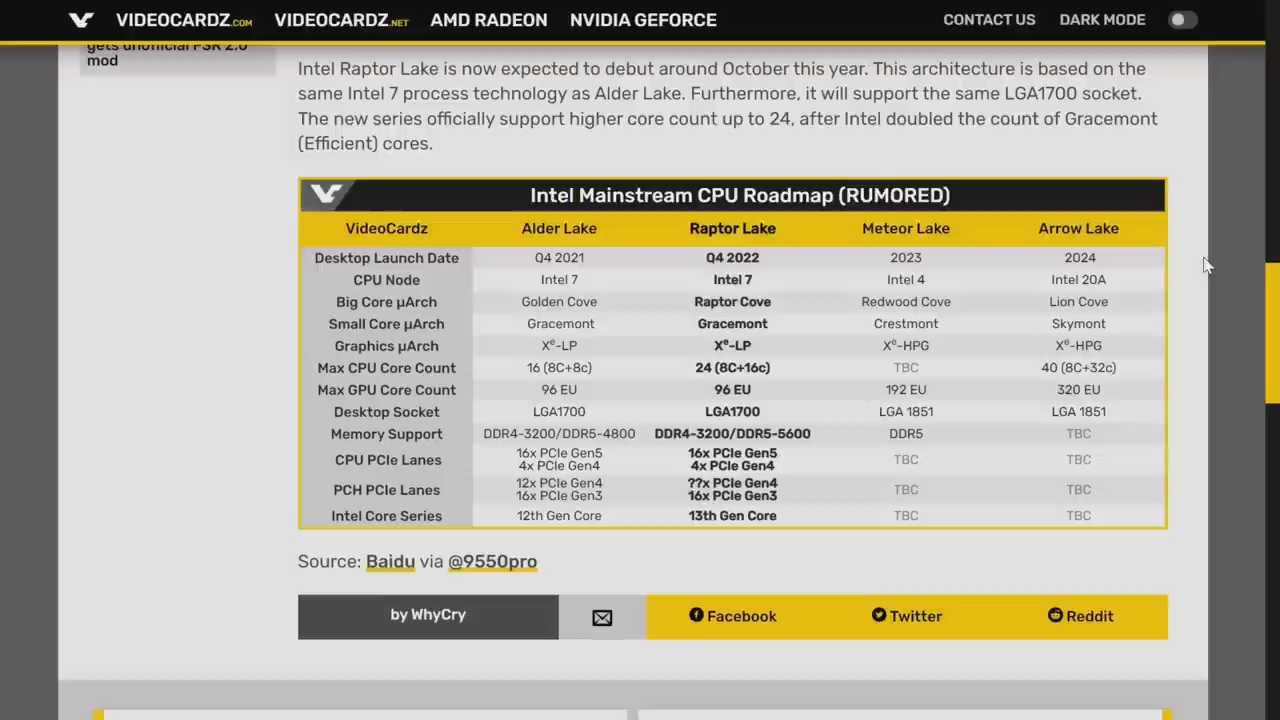 VIDEOCARDZ.COM VIDEOCARDZ.NET AMD RADEON NVIDIA GEFORCE CONTACT US DARK MODE
gets unofficial FSR 2.0
mod
Intel Raptor Lake is now expected to debut around October this year. This architecture is based on the
same Intel 7 process technology as Alder Lake. Furthermore, it will support the same LGA1700 socket.
The new series officially support higher core count up to 24, after Intel doubled the count of Gracemont
(Efficient) cores.
Intel Mainstream CPU Roadmap (RUMORED)
VideoCardz Alder Lake Raptor Lake Meteor Lake Arrow Lake
Desktop Launch Date Q4 2021 Q4 2022 2023 2024
CPU Node Intel 7 Intel 7 Intel 4 Intel 20A
Big Core µArch Golden Cove Raptor Cove Redwood Cove Lion Cove
Small Core µArch Gracemont Gracemont Crestmont Skymont
Graphics µArch Xᵉ-LP Xᵉ-LP Xᵉ-HPG Xᵉ-HPG
Max CPU Core Count 16 (8C+8c) 24 (8C+16c) TBC 40 (8C+32c)
Max GPU Core Count 96 EU 96 EU 192 EU 320 EU
Desktop Socket LGA1700 LGA1700 LGA 1851 LGA 1851
Memory Support DDR4-3200/DDR5-4800 DDR4-3200/DDR5-5600 DDR5 TBC
CPU PCIe Lanes 16x PCIe Gen5 16x PCIe Gen5 TBC TBC
4x PCIe Gen4 4x PCIe Gen4
PCH PCIe Lanes 12x PCIe Gen4 ??x PCIe Gen4 TBC TBC
16x PCIe Gen3 16x PCIe Gen3
Intel Core Series 12th Gen Core 13th Gen Core TBC TBC
Source: Baidu via @9550pro
by WhyCry Facebook Twitter Reddit